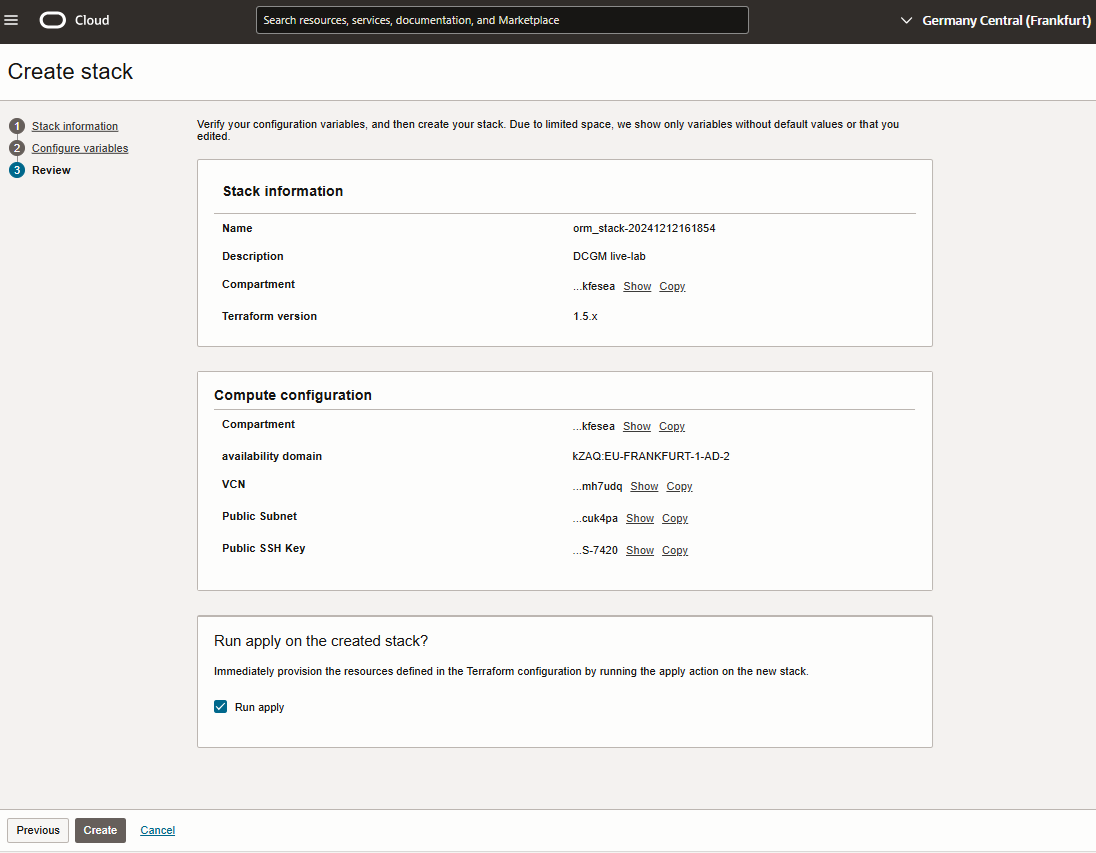 Cloud
Search resources, services, documentation, and Marketplace
Germany Central (Frankfurt)
Create stack
1 Stack information
2 Configure variables
3 Review
Verify your configuration variables, and then create your stack. Due to limited space, we show only variables without default values or that you
edited.
Stack information
Name orm_stack-20241212161854
Description DCGM live-lab
Compartment ...kfesea Show Copy
Terraform version 1.5.x
Compute configuration
Compartment ...kfesea Show Copy
availability domain kZAQ:EU-FRANKFURT-1-AD-2
VCN ...mh7udq Show Copy
Public Subnet ...cuk4pa Show Copy
Public SSH Key ...S-7420 Show Copy
Run apply on the created stack?
Immediately provision the resources defined in the Terraform configuration by running the apply action on the new stack.
Run apply
Previous Create Cancel